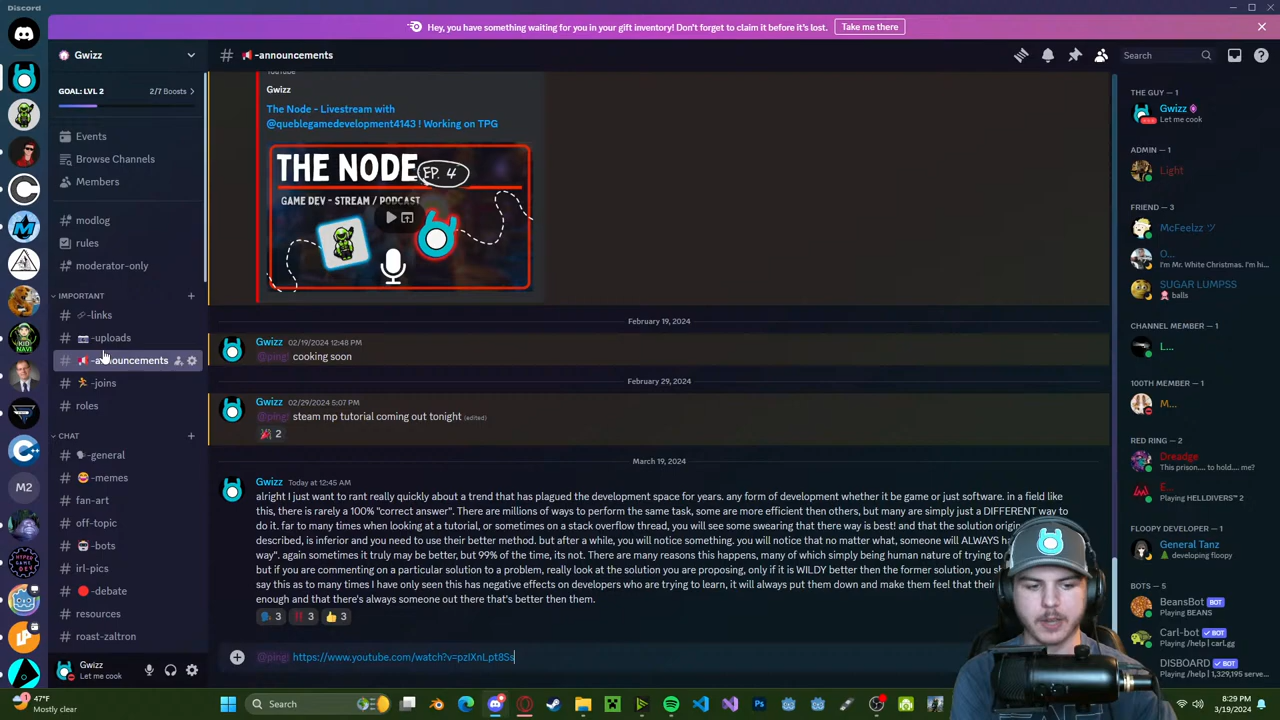 Discord
Hey, you have something waiting for you in your gift inventory! Don't forget to claim it before it's lost.
Take me there
Gwizz
# 📢-announcements
Search
GOAL: LVL 2
2/7 Boosts >
Events
Browse Channels
Members
modlog
rules
moderator-only
IMPORTANT
-links
-uploads
-announcements
-joins
roles
CHAT
-general
-memes
fan-art
off-topic
-bots
irl-pics
-debate
resources
roast-zaltron
Gwizz
Let me cook
YouTube
Gwizz
The Node - Livestream with
@queblegamedevelopment4143 ! Working on TPG
THE NODE EP. 4
GAME DEV - STREAM / PODCAST
February 19, 2024
Gwizz 02/19/2024 12:48 PM
@ping! cooking soon
February 29, 2024
Gwizz 02/29/2024 5:07 PM
@ping! steam mp tutorial coming out tonight (edited)
🎉 2
March 19, 2024
Gwizz Today at 12:45 AM
alright I just want to rant really quickly about a trend that has plagued the development space for years. any form of development whether it be game or just software. in a field like
this, there is rarely a 100% "correct answer". There are millions of ways to perform the same task, some are more efficient then others, but many are simply just a DIFFERENT way to
do it. far to many times when looking at a tutorial, or sometimes on a stack overflow thread, you will see some swearing that there way is best! and that the solution origin
described, is inferior and you need to use their better method. but after a while, you will notice something. you will notice that no matter what, someone will ALWAYS ha
way". again sometimes it truly may be better, but 99% of the time, its not. There are many reasons this happens, many of which simply being human nature of trying to
but if you are commenting on a particular solution to a problem, really look at the solution you are proposing, only if it is WILDY better then the former solution, you sh
say this as to many times I have only seen this has negative effects on developers who are trying to learn, it will always put them down and make them feel that their
enough and that there's always someone out there that's better then them.
3
3
3
@ping! https://www.youtube.com/watch?v=pzIXnLpt8Ss
THE GUY — 1
Gwizz
Let me cook
ADMIN — 1
Light
FRIEND — 3
McFeelzz ツ
O...
I'm Mr. White Christmas. I'm hi...
SUGAR LUMPSS
balls
CHANNEL MEMBER — 1
L...
100TH MEMBER — 1
M...
RED RING — 2
Dreadge
This prison.... to hold.... me?
E...
Playing HELLDIVERS™ 2
FLOOPY DEVELOPER — 1
General Tanz
developing floopy
BOTS — 5
BeansBot BOT
Playing BEANS
Carl-bot ✓ BOT
Playing /help | carl.gg
DISBOARD ✓ BOT
Playing /help | 1,329,195 serve...
KID
NAVI
M2
HYPER
GAME
DEV
47°F
Mostly clear
Search
8:29 PM
3/19/2024